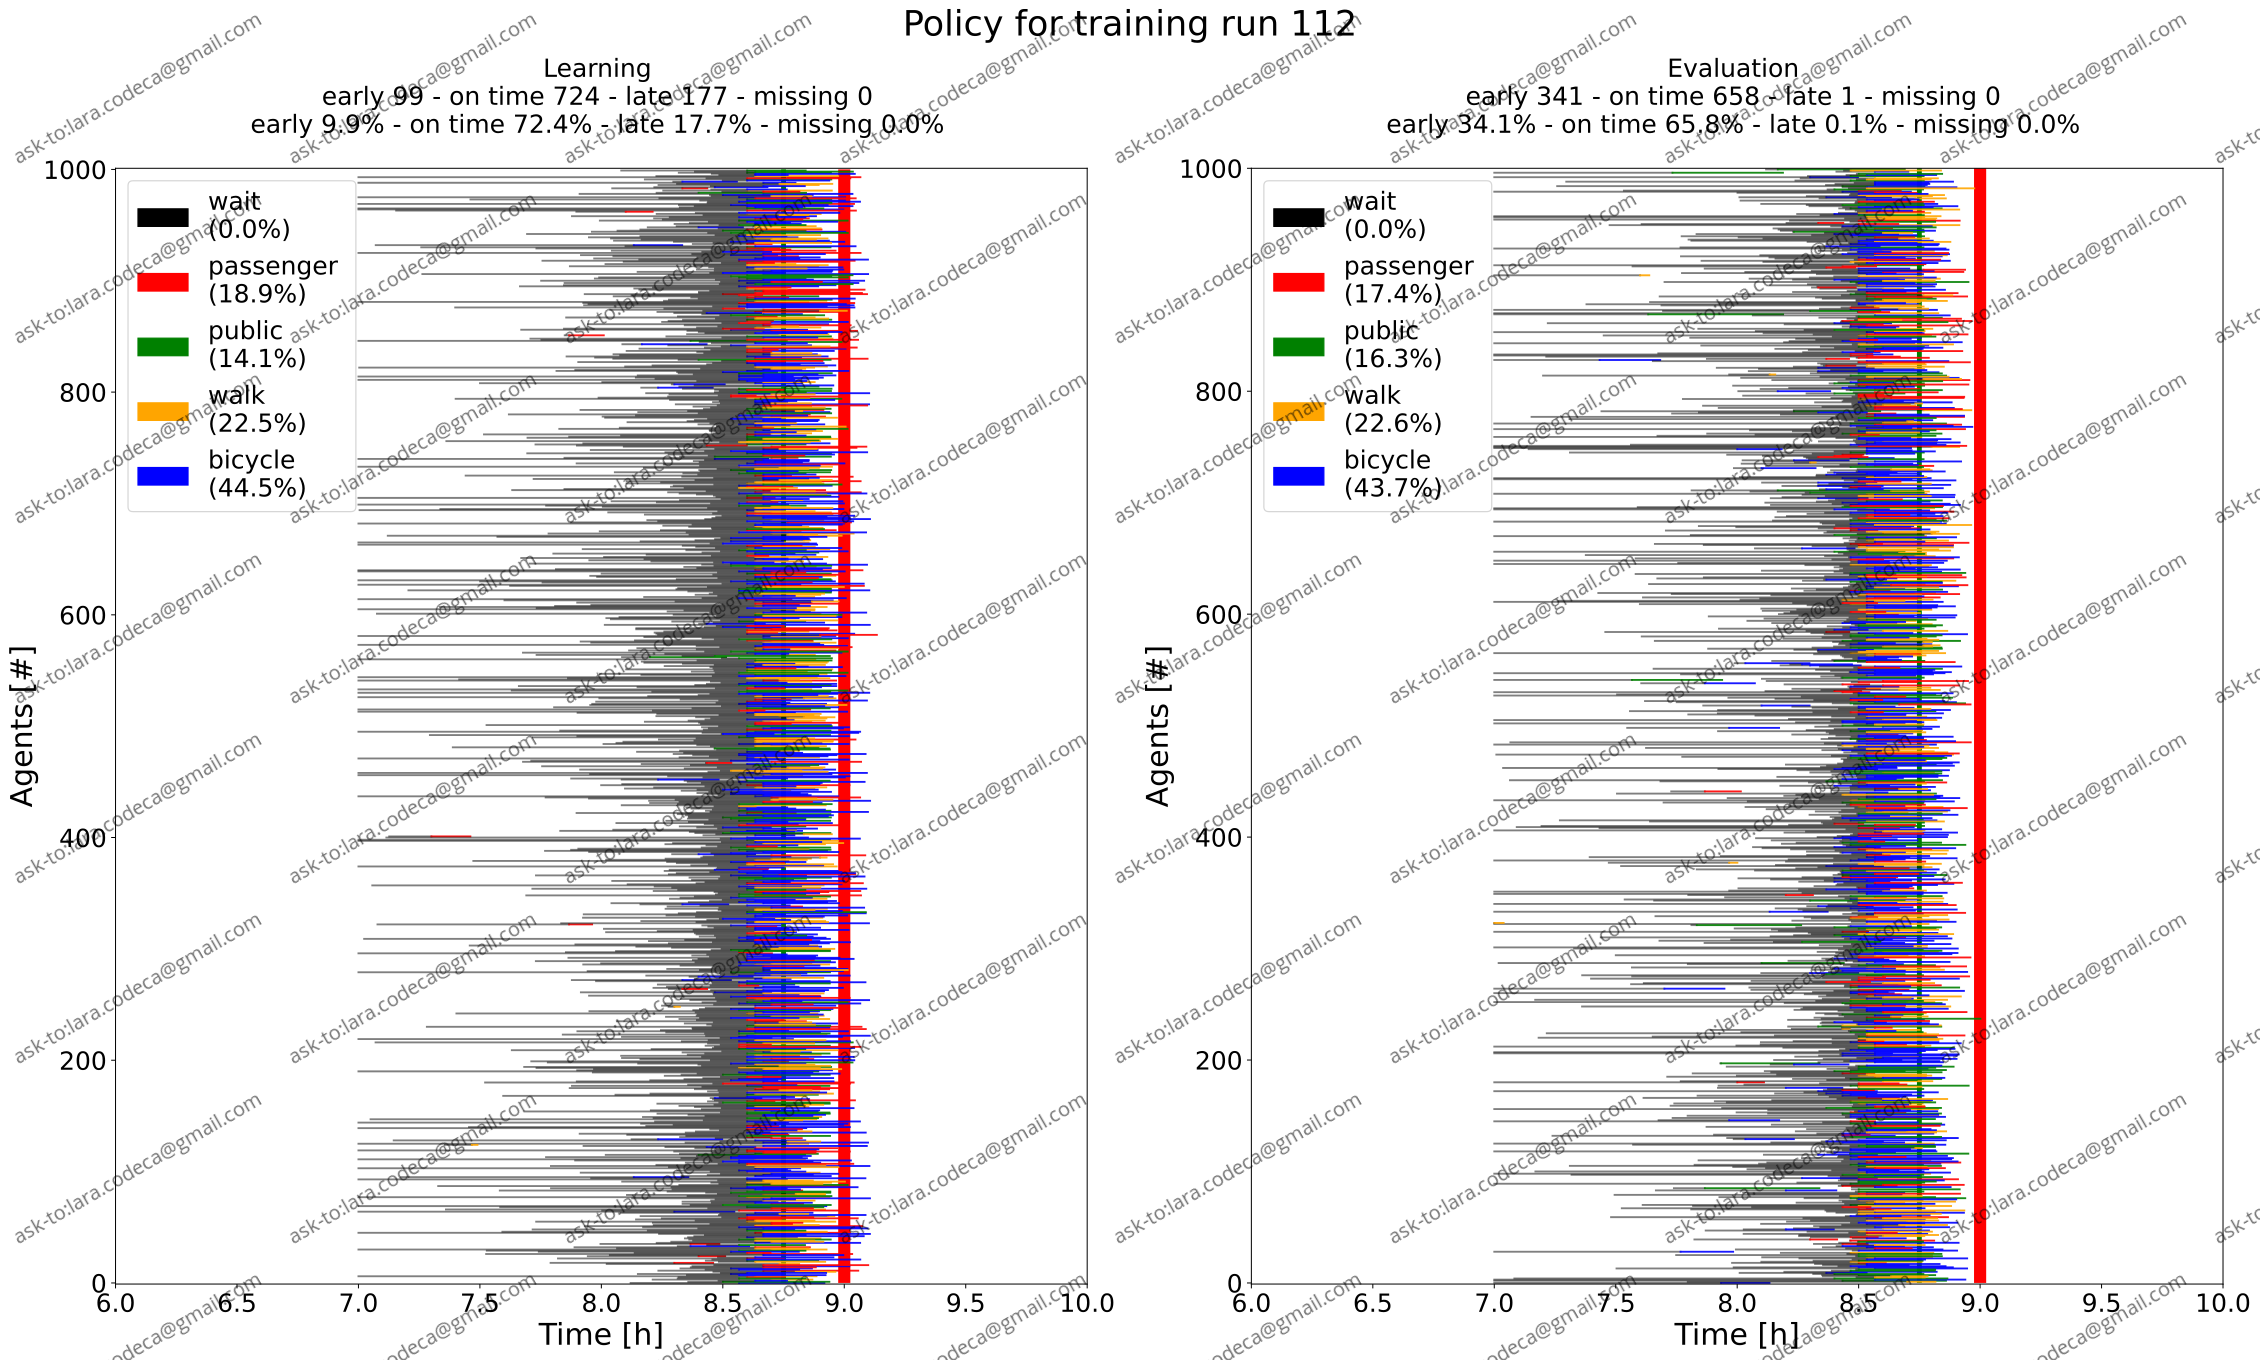 Policy for training run 112
Learning
early 99 - on time 724 - late 177 - missing 0
early 9.9% - on time 72.4% - late 17.7% - missing 0.0%
Evaluation
early 341 - on time 658 - late 1 - missing 0
early 34.1% - on time 65.8% - late 0.1% - missing 0.0%
1000
800
600
400
200
0
Agents [#]
wait
(0.0%)
passenger
(18.9%)
public
(14.1%)
walk
(22.5%)
bicycle
(44.5%)
6.0 6.5 7.0 7.5 8.0 8.5 9.0 9.5 10.0
Time [h]
1000
800
600
400
200
0
Agents [#]
wait
(0.0%)
passenger
(17.4%)
public
(16.3%)
walk
(22.6%)
bicycle
(43.7%)
6.0 6.5 7.0 7.5 8.0 8.5 9.0 9.5 10.0
Time [h]
ask-to:lara.codeca@gmail.com